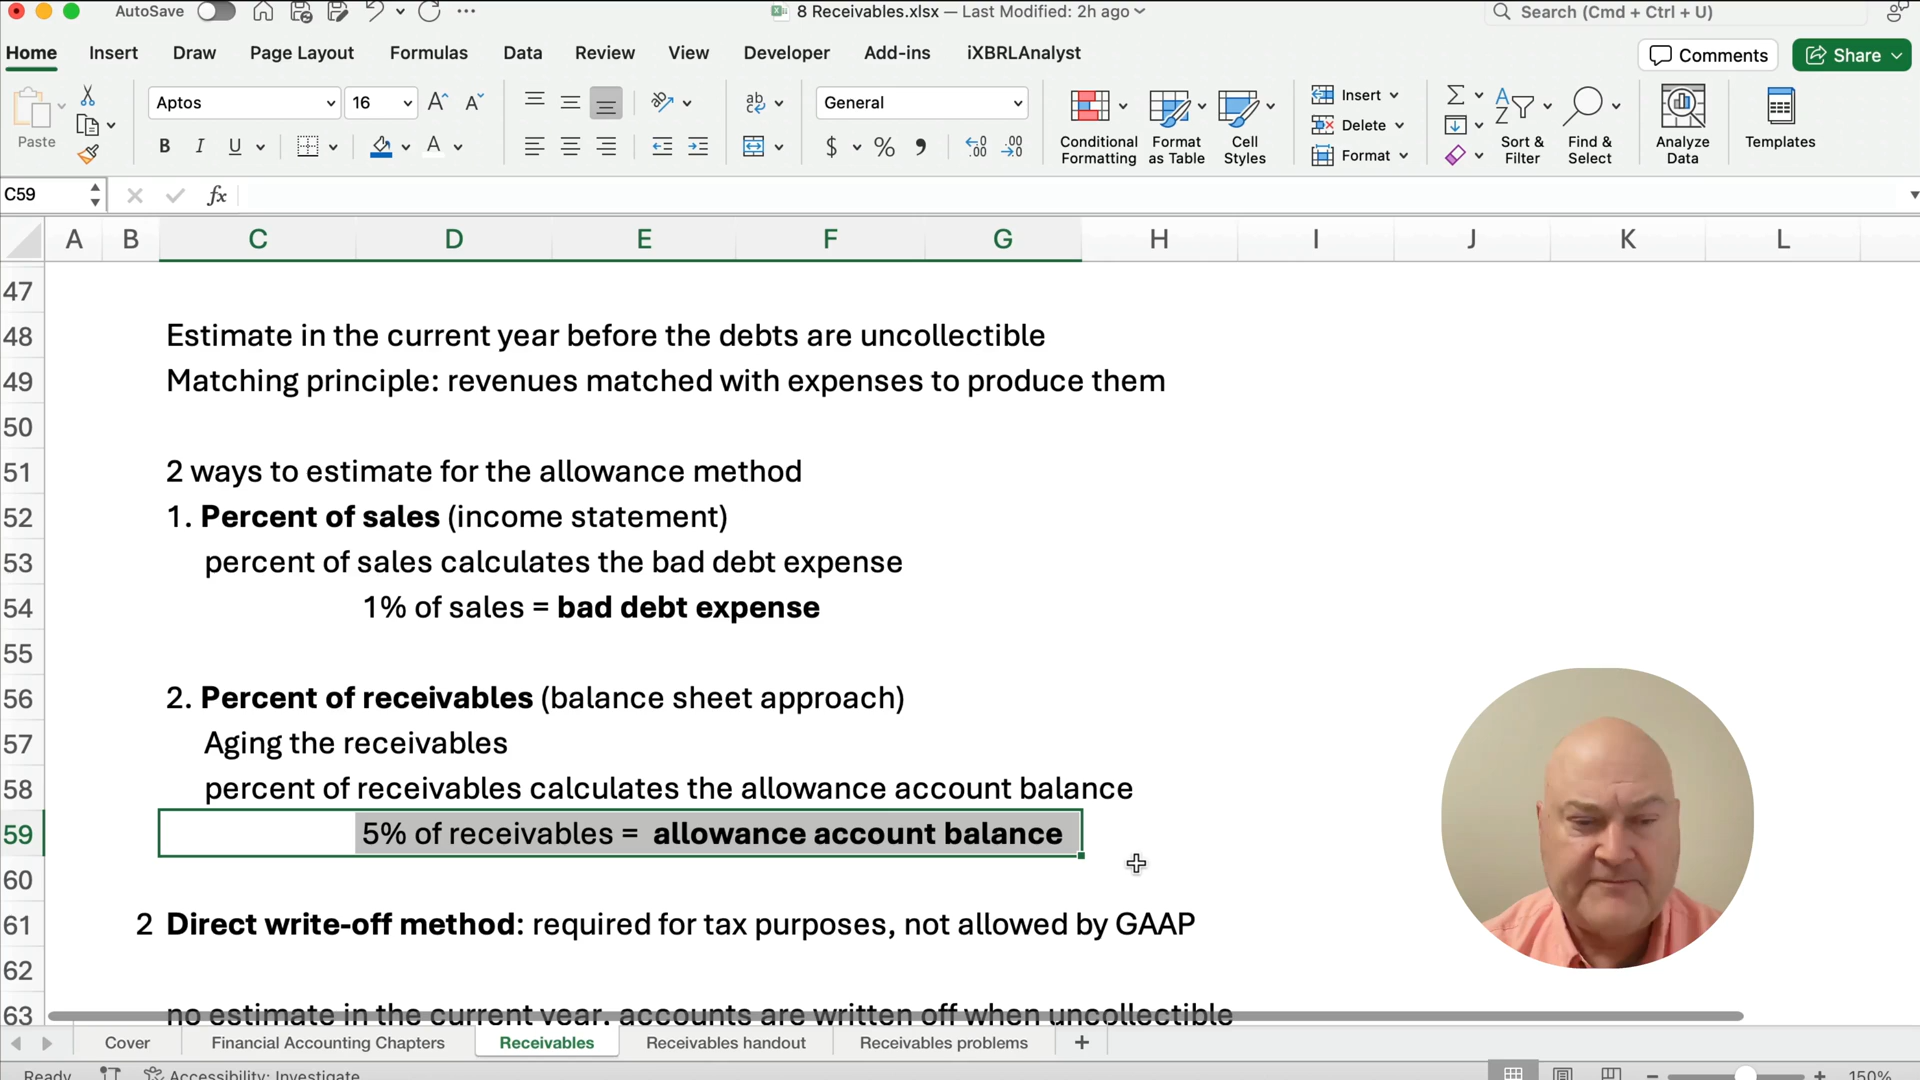 AutoSave
8 Receivables.xlsx — Last Modified: 2h ago
Search (Cmd + Ctrl + U)
Home Insert Draw Page Layout Formulas Data Review View Developer Add-ins iXBRLAnalyst
Comments Share
Paste
Aptos 16
B I U
General
$ %
Conditional Formatting
Format as Table
Cell Styles
Insert
Delete
Format
Sort & Filter
Find & Select
Analyze Data
Templates
C59 fx
A B C D E F G H I J K L
47
48 Estimate in the current year before the debts are uncollectible
49 Matching principle: revenues matched with expenses to produce them
50
51 2 ways to estimate for the allowance method
52 1. Percent of sales (income statement)
53 percent of sales calculates the bad debt expense
54 1% of sales = bad debt expense
55
56 2. Percent of receivables (balance sheet approach)
57 Aging the receivables
58 percent of receivables calculates the allowance account balance
59 5% of receivables = allowance account balance
60
61 2 Direct write-off method: required for tax purposes, not allowed by GAAP
62
63 no estimate in the current year. accounts are written off when uncollectible
Cover Financial Accounting Chapters Receivables Receivables handout Receivables problems +
Ready Accessibility: Investigate 150%